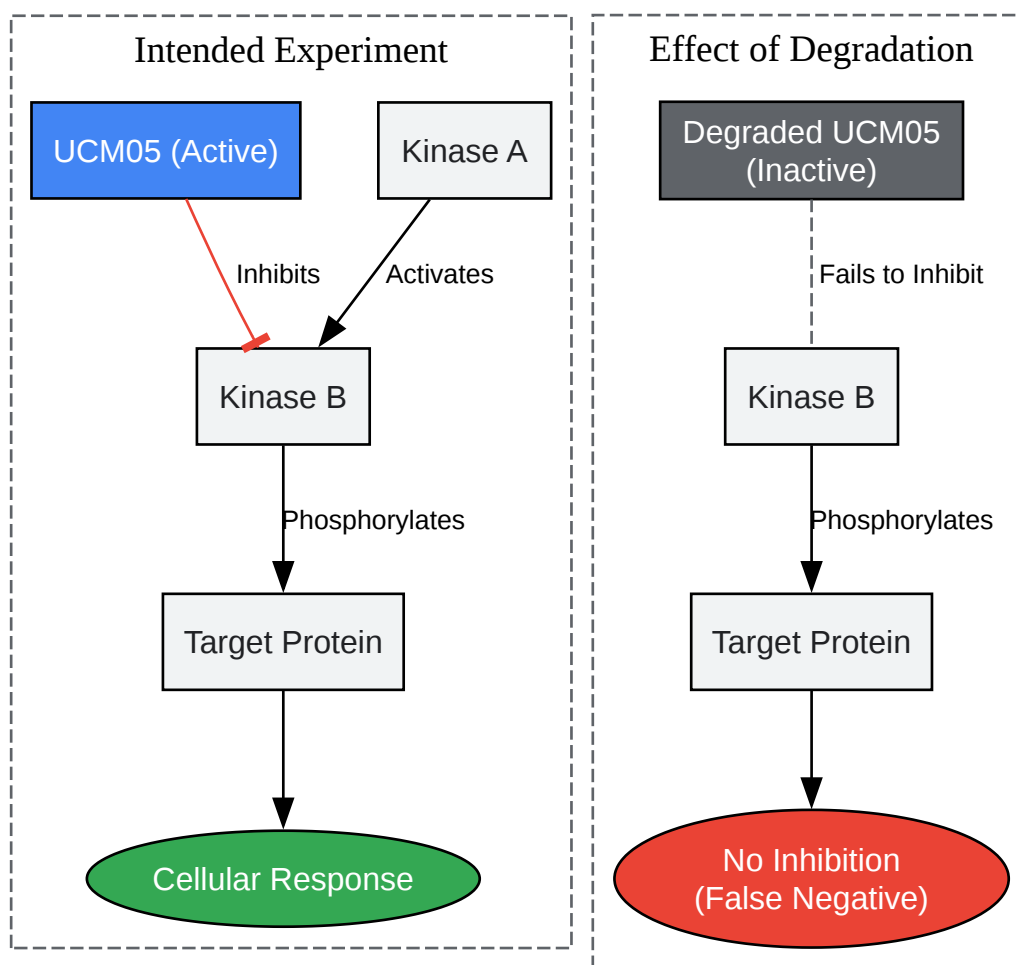 Intended Experiment
UCM05 (Active)
Kinase A
Inhibits
Activates
Kinase B
Phosphorylates
Target Protein
Cellular Response
Effect of Degradation
Degraded UCM05
(Inactive)
Fails to Inhibit
Kinase B
Phosphorylates
Target Protein
No Inhibition
(False Negative)